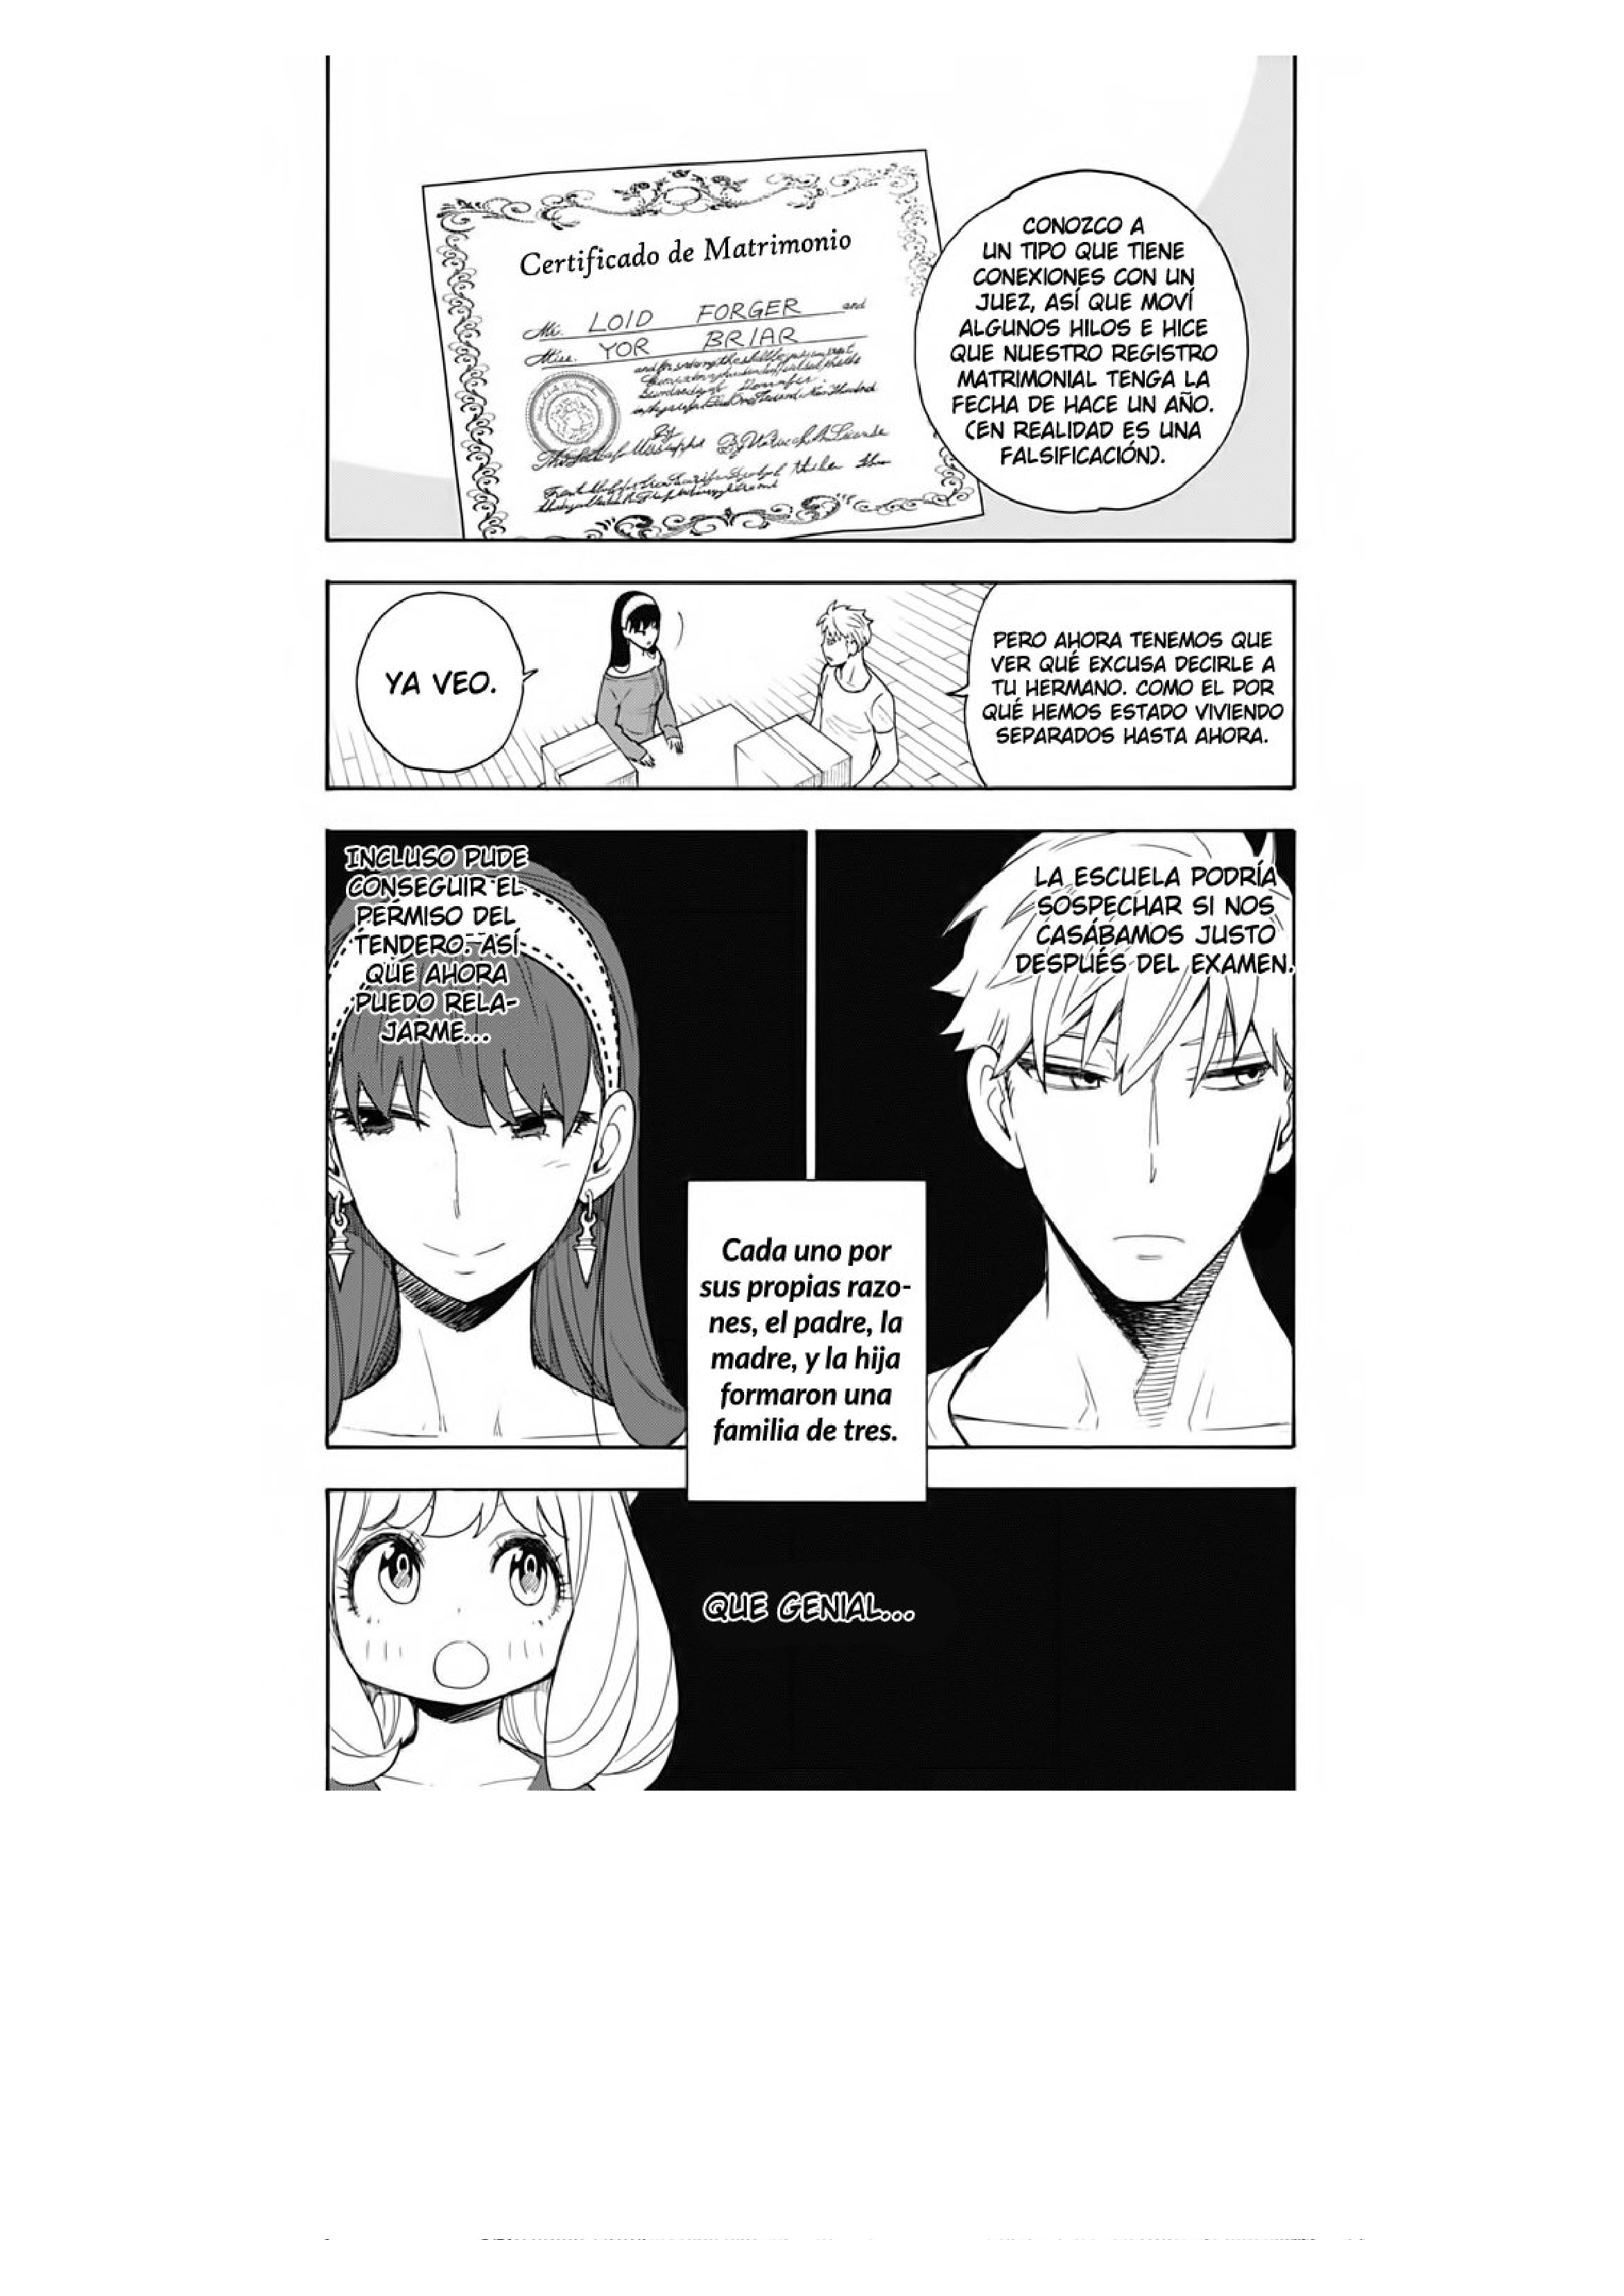 Certificado de Matrimonio
Mr. LOID FORGER and
Miss. YOR BRIAR
CONOZCO A
UN TIPO QUE TIENE
CONEXIONES CON UN
JUEZ, ASÍ QUE MOVÍ
ALGUNOS HILOS E HICE
QUE NUESTRO REGISTRO
MATRIMONIAL TENGA LA
FECHA DE HACE UN AÑO.
(EN REALIDAD ES UNA
FALSIFICACIÓN).
PERO AHORA TENEMOS QUE
VER QUÉ EXCUSA DECIRLE A
TU HERMANO. COMO EL POR
QUÉ HEMOS ESTADO VIVIENDO
SEPARADOS HASTA AHORA.
YA VEO.
LA ESCUELA PODRÍA
SOSPECHAR SI NOS
CASÁBAMOS JUSTO
DESPUÉS DEL EXAMEN.
INCLUSO PUDE
CONSEGUIR EL
PERMISO DEL
TENDERO. ASÍ
QUE AHORA
PUEDO RELA-
JARME...
Cada uno por
sus propias razo-
nes, el padre, la
madre, y la hija
formaron una
familia de tres.
QUE GENIAL...